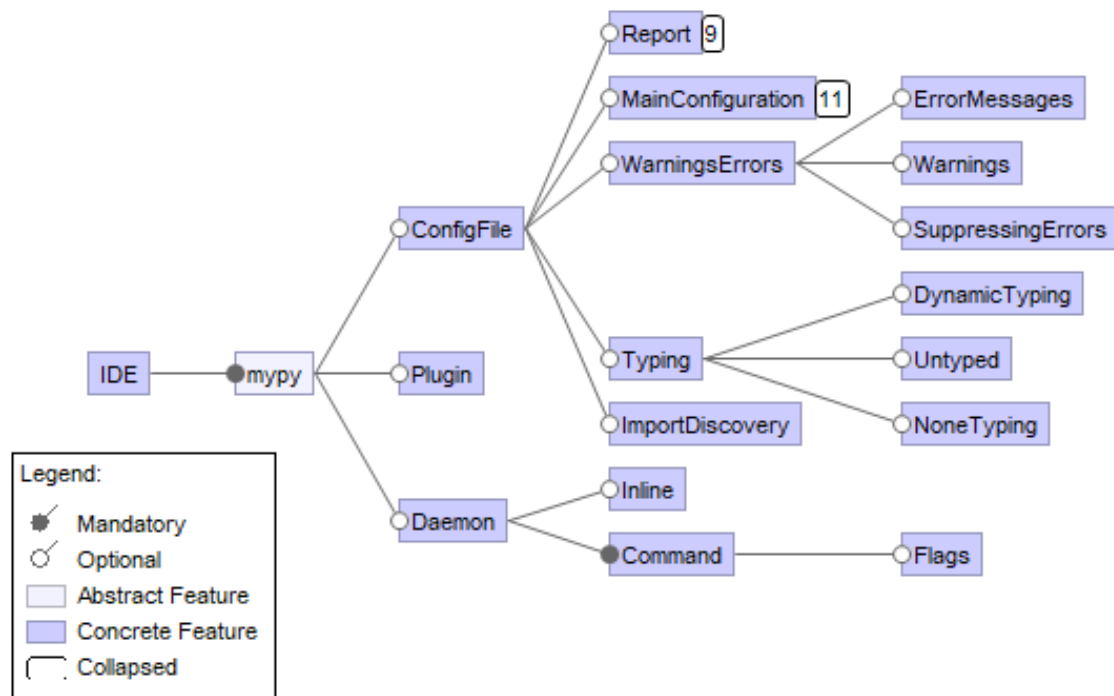 Report 9
MainConfiguration 11
ErrorMessages
WarningsErrors
Warnings
ConfigFile
SuppressingErrors
DynamicTyping
IDE
mypy
Plugin
Typing
Untyped
ImportDiscovery
NoneTyping
Inline
Daemon
Command
Flags
Legend:
Mandatory
Optional
Abstract Feature
Concrete Feature
Collapsed